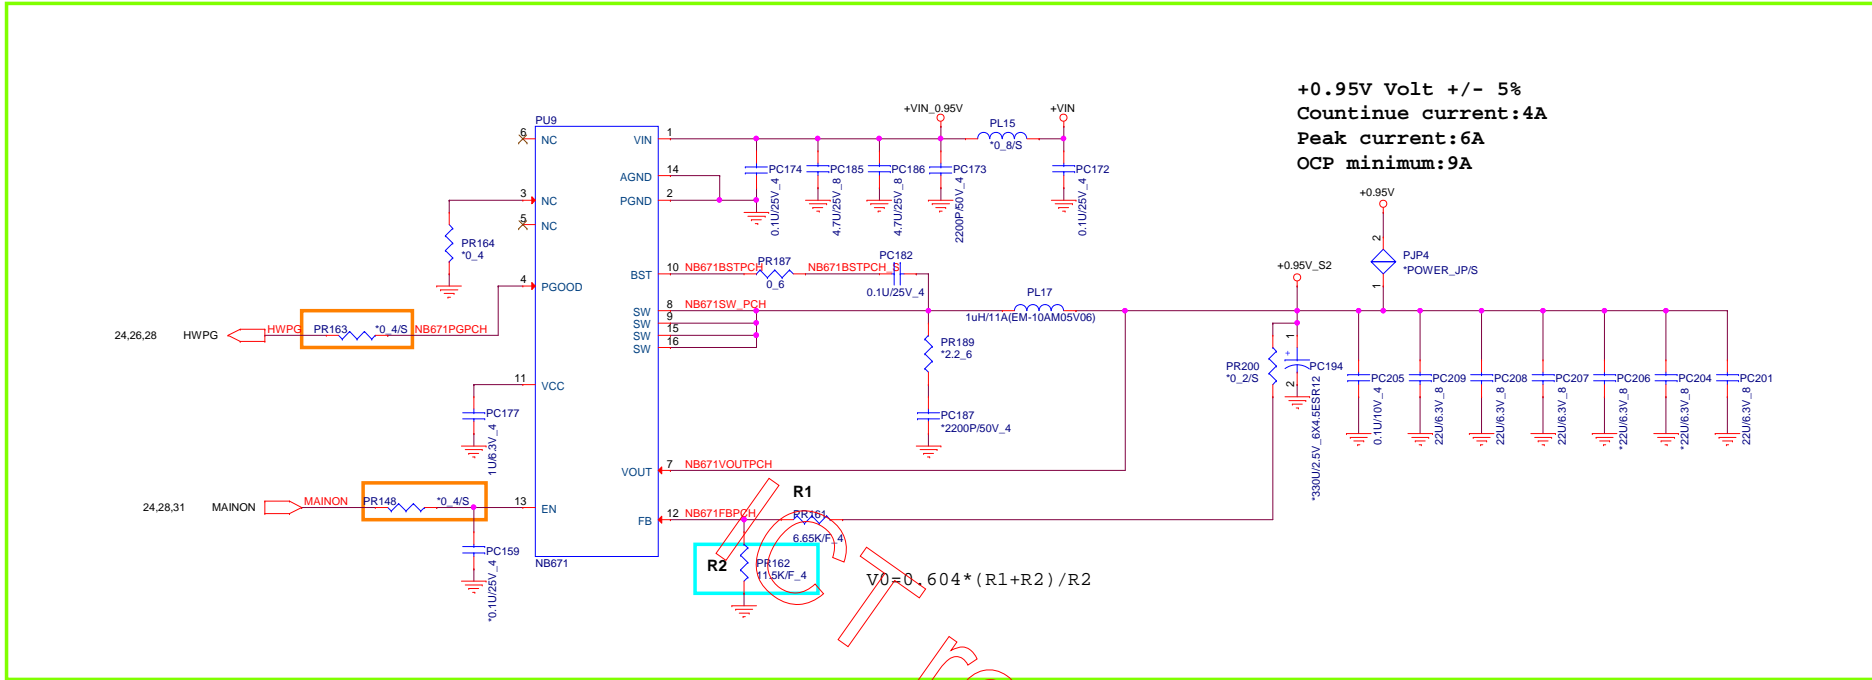 +0.95V Volt +/- 5%
Countinue current:4A
Peak current:6A
OCP minimum:9A
+VIN_0.95V
+VIN
PL15
*0_8/S
PU9
6
NC
VIN
1
PC174
0.1U/25V_4
PC185
4.7U/25V_8
PC186
4.7U/25V_8
PC173
2200P/50V_4
PC172
0.1U/25V_4
AGND
14
3
NC
PGND
2
5
NC
+0.95V
2
PJP4
*POWER_JP/S
1
PR164
*0_4
BST
10
NB671BSTPCH
PR187
0_6
NB671BSTPCH_S
PC182
0.1U/25V_4
+0.95V_S2
4
PGOOD
SW
8
NB671SW_PCH
PL17
1uH/11A(EM-10AM05V06)
SW
9
SW
15
SW
16
24,26,28
HWPG
HWPG
PR163
*0_4/S
NB671PGPCH
PR189
*2.2_6
PR200
*0_2/S
1
+
PC194
2
*330U/2.5V_6X4.5ESR12
PC205
0.1U/10V_4
PC209
22U/6.3V_8
PC208
22U/6.3V_8
PC207
22U/6.3V_8
PC206
*22U/6.3V_8
PC204
*22U/6.3V_8
PC201
22U/6.3V_8
11
VCC
PC177
1U/6.3V_4
PC187
*2200P/50V_4
VOUT
7
NB671VOUTPCH
24,28,31
MAINON
MAINON
PR148
*0_4/S
13
EN
R1
FB
12
NB671FBPCH
PR161
6.65K/F_4
PC159
*0.1U/25V_4
NB671
R2
PR162
11.5K/F_4
V0=0.604*(R1+R2)/R2